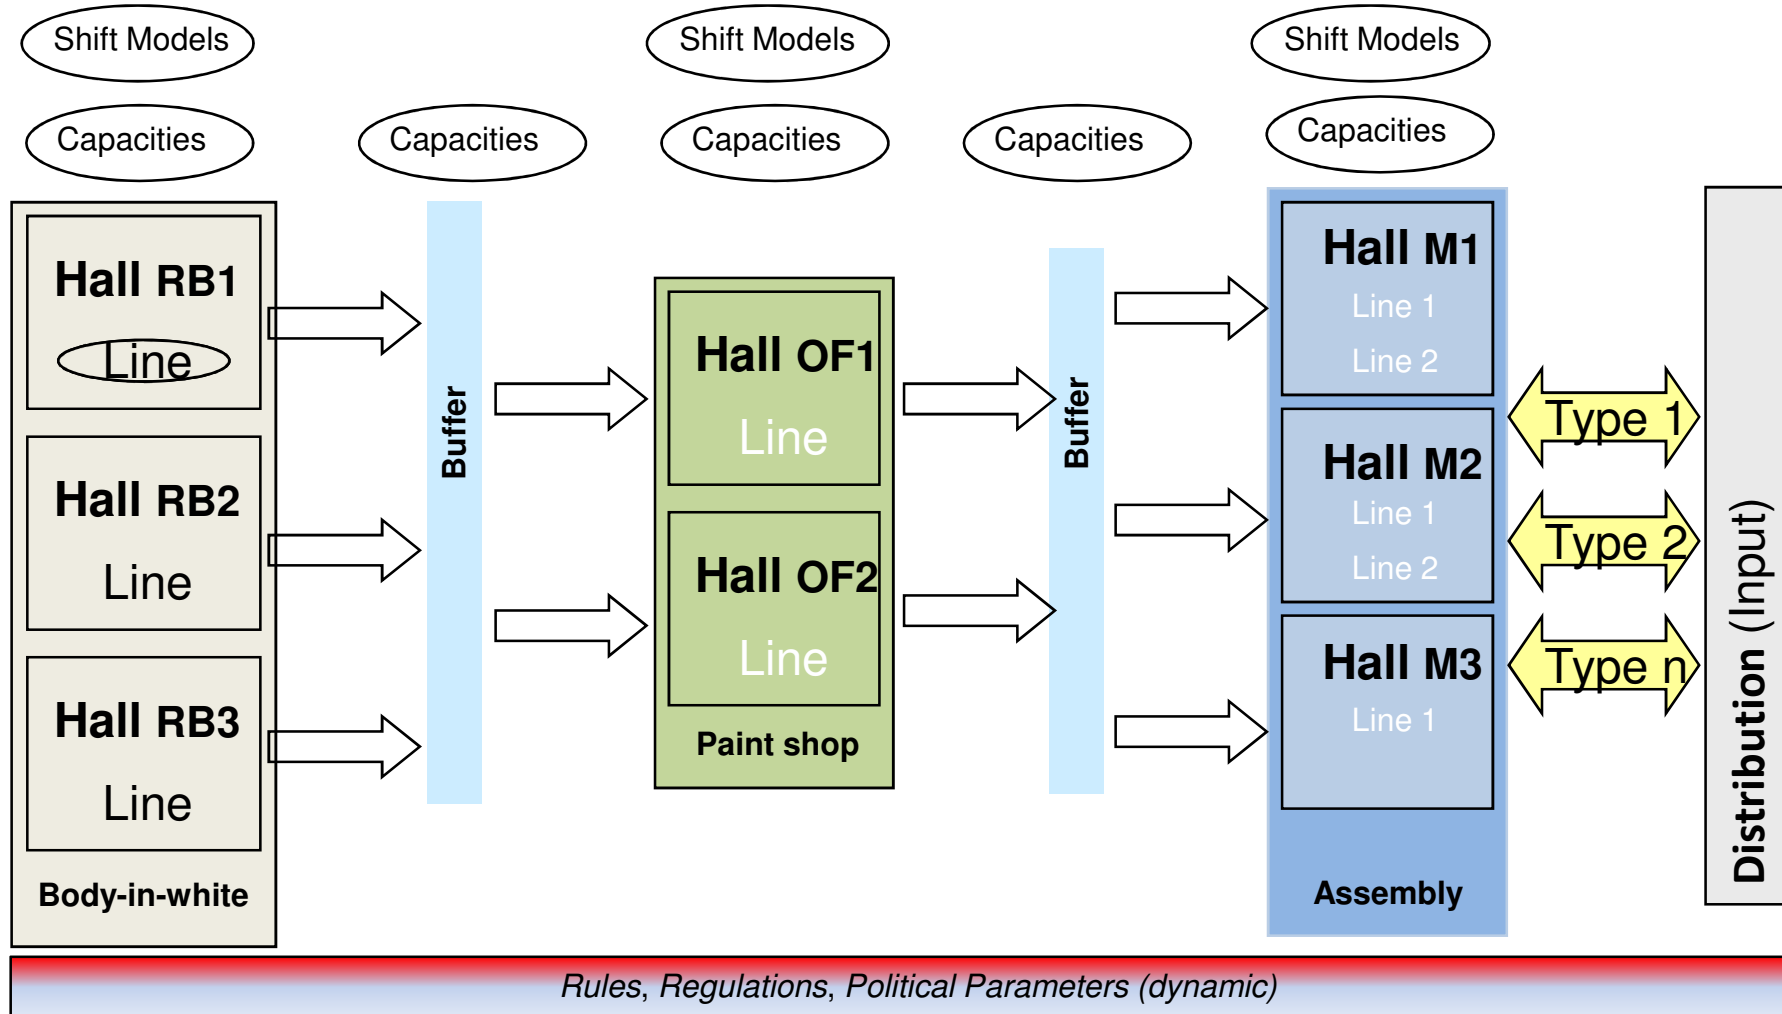 Shift Models
Shift Models
Shift Models
Capacities
Capacities
Capacities
Capacities
Capacities
Hall RB1
Line
Hall RB2
Line
Hall RB3
Line
Body-in-white
Buffer
Hall OF1
Line
Hall OF2
Line
Paint shop
Buffer
Hall M1
Line 1
Line 2
Hall M2
Line 1
Line 2
Hall M3
Line 1
Assembly
Type 1
Type 2
Type n
Distribution (Input)
Rules, Regulations, Political Parameters (dynamic)